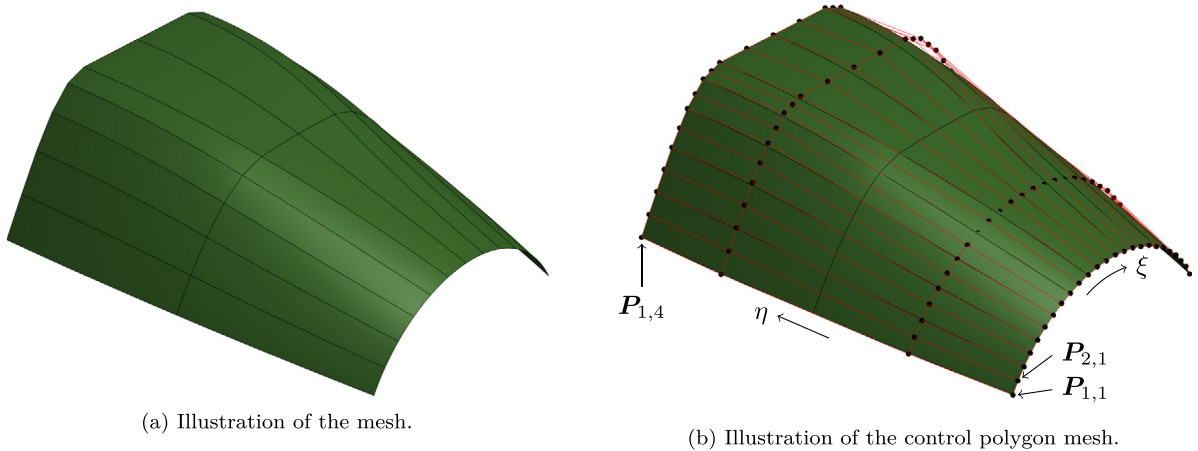 ξ
P1,4
η
P2,1
P1,1
(a) Illustration of the mesh.
(b) Illustration of the control polygon mesh.